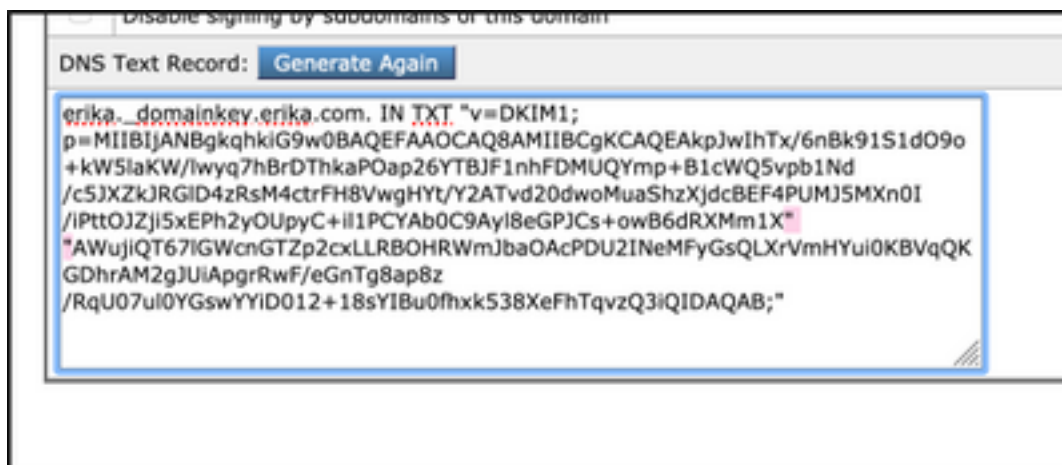 Disable signing by subdomains of this domain
DNS Text Record: Generate Again
erika._domainkey.erika.com. IN TXT "v=DKIM1;
p=MIIBIjANBgkqhkiG9w0BAQEFAAOCAQ8AMIIBCgKCAQEAkpJwIhTx/6nBk91S1dO9o
+kW5laKW/lwyq7hBrDThkaPOap26YTBJF1nhFDMUQYmp+B1cWQ5vpb1Nd
/c5JXZkJRGlD4zRsM4ctrFH8VwgHYt/Y2ATvd20dwoMuaShzXjdcBEF4PUMJ5MXn0I
/iPttOJZji5xEPh2yOUpyC+il1PCYAb0C9Ayl8eGPJCs+owB6dRXMm1X"
"AWujiQT67lGWcnGTZp2cxLLRBOHRWmJbaOAcPDU2INeMFyGsQLXrVmHYui0KBVqQK
GDhrAM2gJUiApgrRwF/eGnTg8ap8z
/RqU07ul0YGswYYiD012+18sYIBu0fhxk538XeFhTqvzQ3iQIDAQAB;"